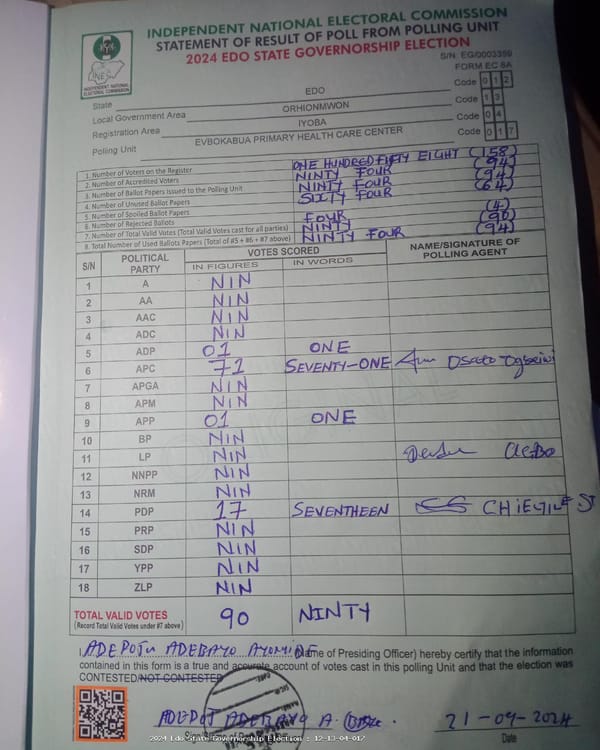 INDEPENDENT NATIONAL ELECTORAL COMMISSION
STATEMENT OF RESULT OF POLL FROM POLLING UNIT
2024 EDO STATE GOVERNORSHIP ELECTION
S/N: EG/0003359
FORM EC 8A
INEC
INDEPENDENT NATIONAL ELECTORAL COMMISSION
State EDO Code 0 1 2
Local Government Area ORHIONMWON Code 1 3
Registration Area IYOBA Code 0 4
Polling Unit EVBOKABUA PRIMARY HEALTH CARE CENTER Code 0 1 7
1. Number of Voters on the Register ONE HUNDRED FIFTY EIGHT (158)
2. Number of Accredited Voters NINTY FOUR (94)
3. Number of Ballot Papers Issued to the Polling Unit NINTY FOUR (94)
4. Number of Unused Ballot Papers SIXTY FOUR (64)
5. Number of Spoiled Ballot Papers
6. Number of Rejected Ballots FOUR (4)
7. Number of Total Valid Votes (Total Valid Votes cast for all parties) NINTY (90)
8. Total Number of Used Ballots Papers (Total of #5 + #6 + #7 above) NINTY FOUR (94)
S/N POLITICAL PARTY VOTES SCORED NAME/SIGNATURE OF POLLING AGENT
IN FIGURES IN WORDS
1 A NIN
2 AA NIN
3 AAC NIN
4 ADC NIN
5 ADP 01 ONE
6 APC 71 SEVENTY-ONE
7 APGA NIN
8 APM NIN
9 APP 01 ONE
10 BP NIN
11 LP NIN
12 NNPP NIN
13 NRM NIN
14 PDP 17 SEVENTHEEN
15 PRP NIN
16 SDP NIN
17 YPP NIN
18 ZLP NIN
TOTAL VALID VOTES 90 NINTY
(Record Total Valid Votes under #7 above)
I, ADEPOJU ADEBAYO AYOMIDE (Name of Presiding Officer) hereby certify that the information
contained in this form is a true and accurate account of votes cast in this polling Unit and that the election was
CONTESTED/NOT CONTESTED
ADEPOJU ADEBAYO A. 21-09-2024
Date
2024 Edo State Governorship Election : 12-13-04-017